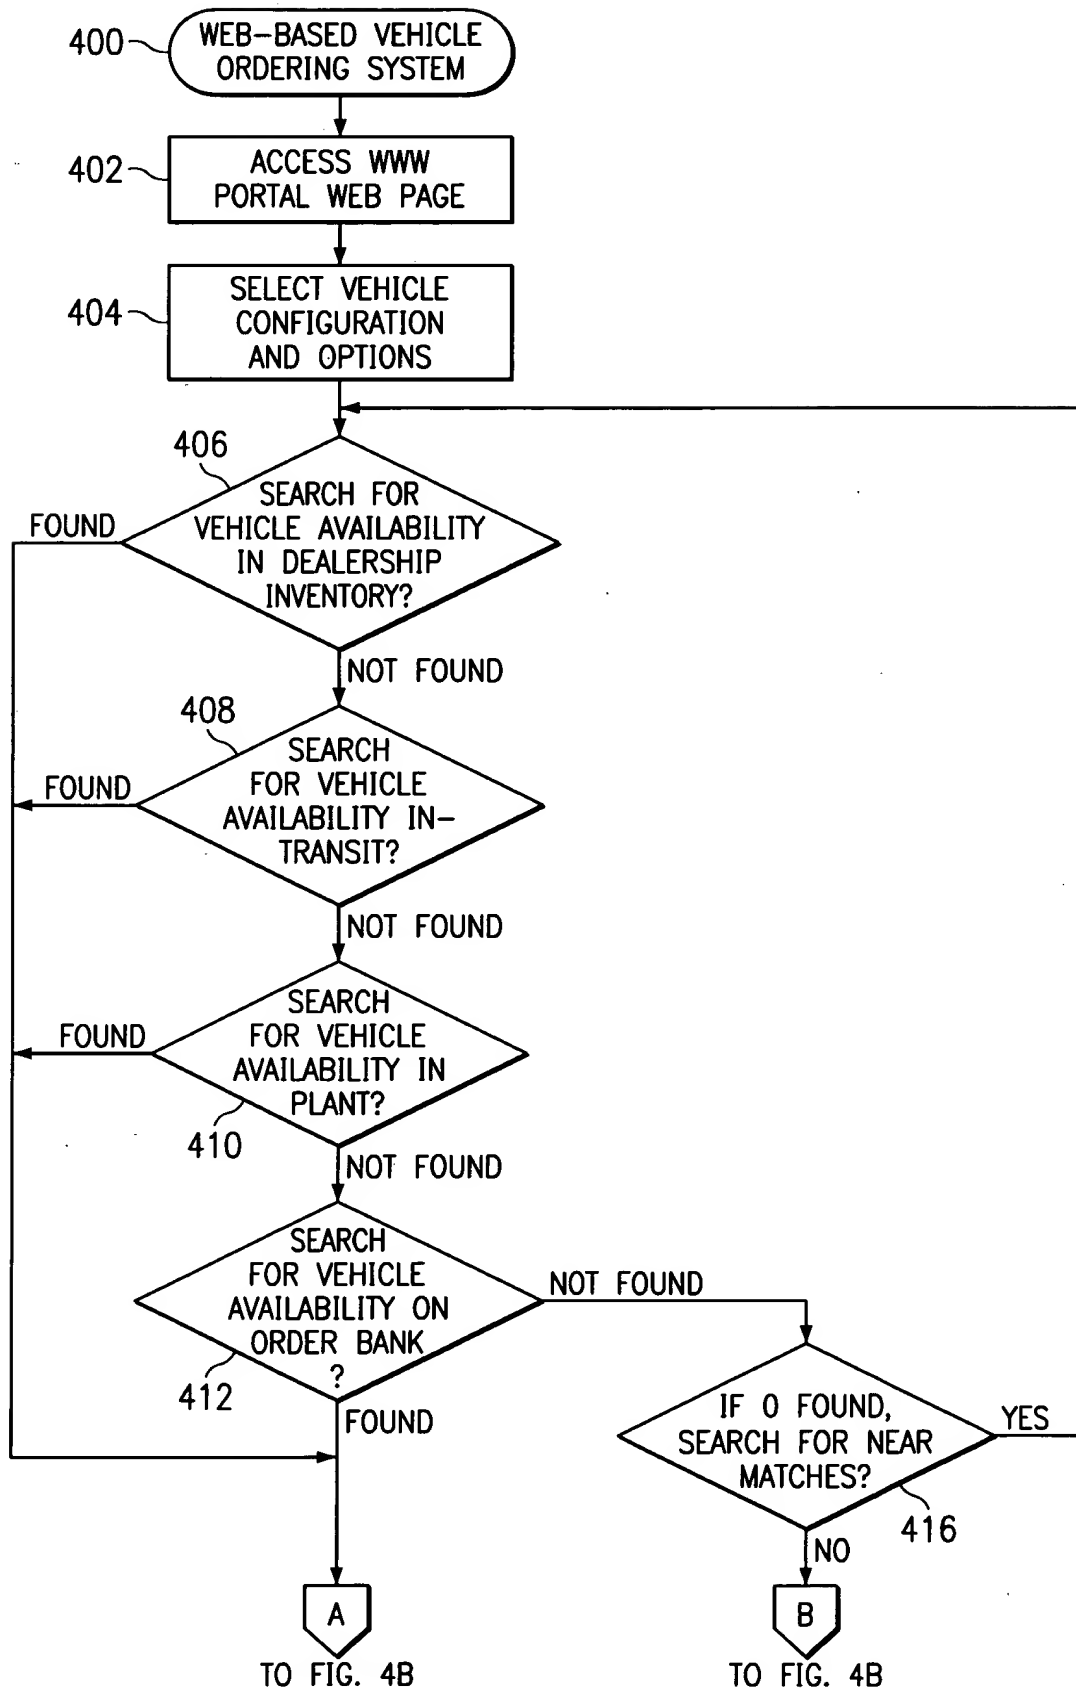 400
WEB-BASED VEHICLE
ORDERING SYSTEM
402
ACCESS WWW
PORTAL WEB PAGE
404
SELECT VEHICLE
CONFIGURATION
AND OPTIONS
406
FOUND
SEARCH FOR
VEHICLE AVAILABILITY
IN DEALERSHIP
INVENTORY?
NOT FOUND
408
FOUND
SEARCH
FOR VEHICLE
AVAILABILITY IN-
TRANSIT?
NOT FOUND
FOUND
SEARCH
FOR VEHICLE
AVAILABILITY IN
PLANT?
410
NOT FOUND
SEARCH
FOR VEHICLE
AVAILABILITY ON
ORDER BANK
?
412
NOT FOUND
FOUND
IF 0 FOUND,
SEARCH FOR NEAR
MATCHES?
YES
416
NO
A
TO FIG. 4B
B
TO FIG. 4B